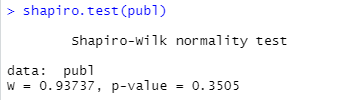 > shapiro.test(publ)
Shapiro-Wilk normality test
data:  publ
W = 0.93737, p-value = 0.3505